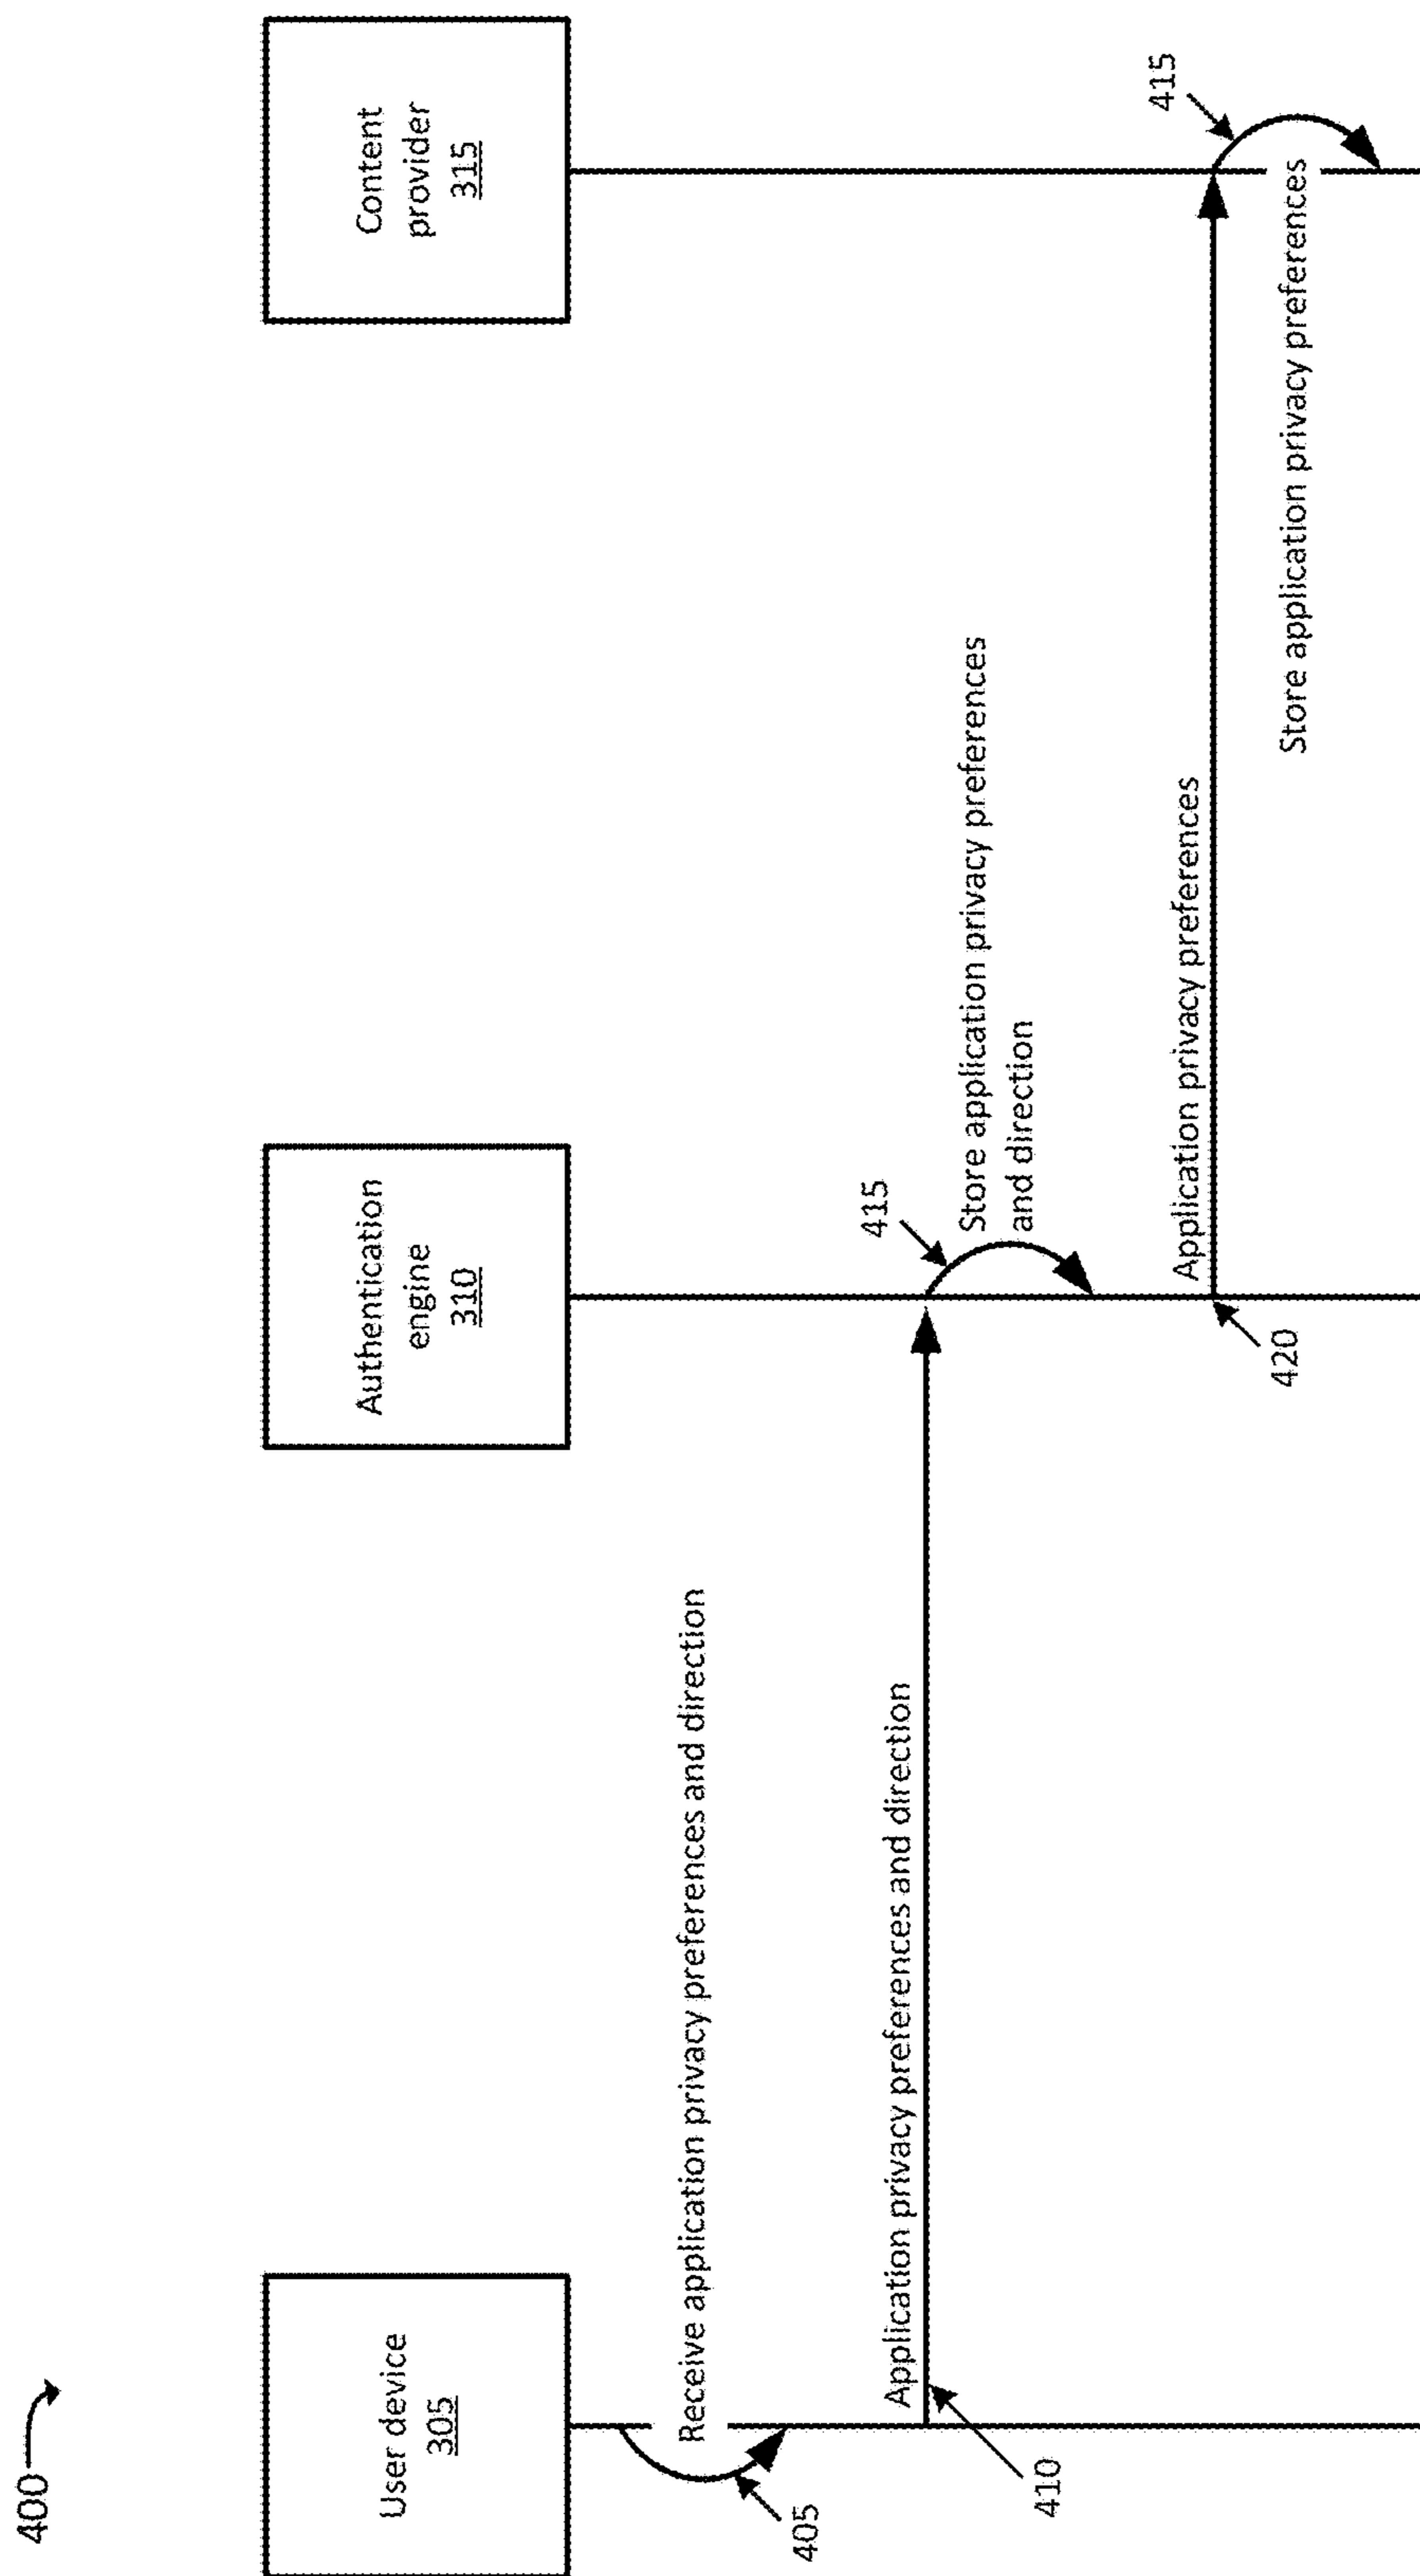 400
User device
305
Authentication
engine
310
Content
provider
315
Receive application privacy preferences and direction
405
Application privacy preferences and direction
410
415
Store application privacy preferences
and direction
Application privacy preferences
420
415
Store application privacy preferences